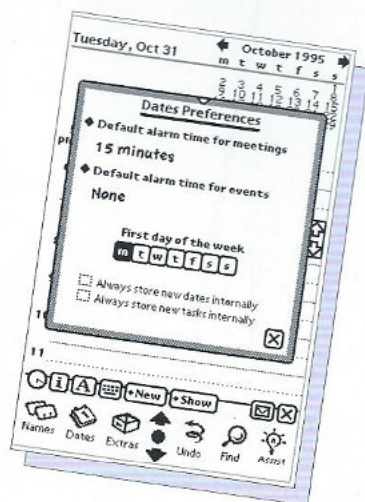 Tuesday, Oct 31
October 1995
m t w t f s s
2 3 4 5 6 7
9 10 11 12 13 14
Dates Preferences
Default alarm time for meetings
15 minutes
Default alarm time for events
None
First day of the week
m t w t f s s
Always store new dates internally
Always store new tasks internally
11
i A New Show
Names Dates Extras Undo Find Assist